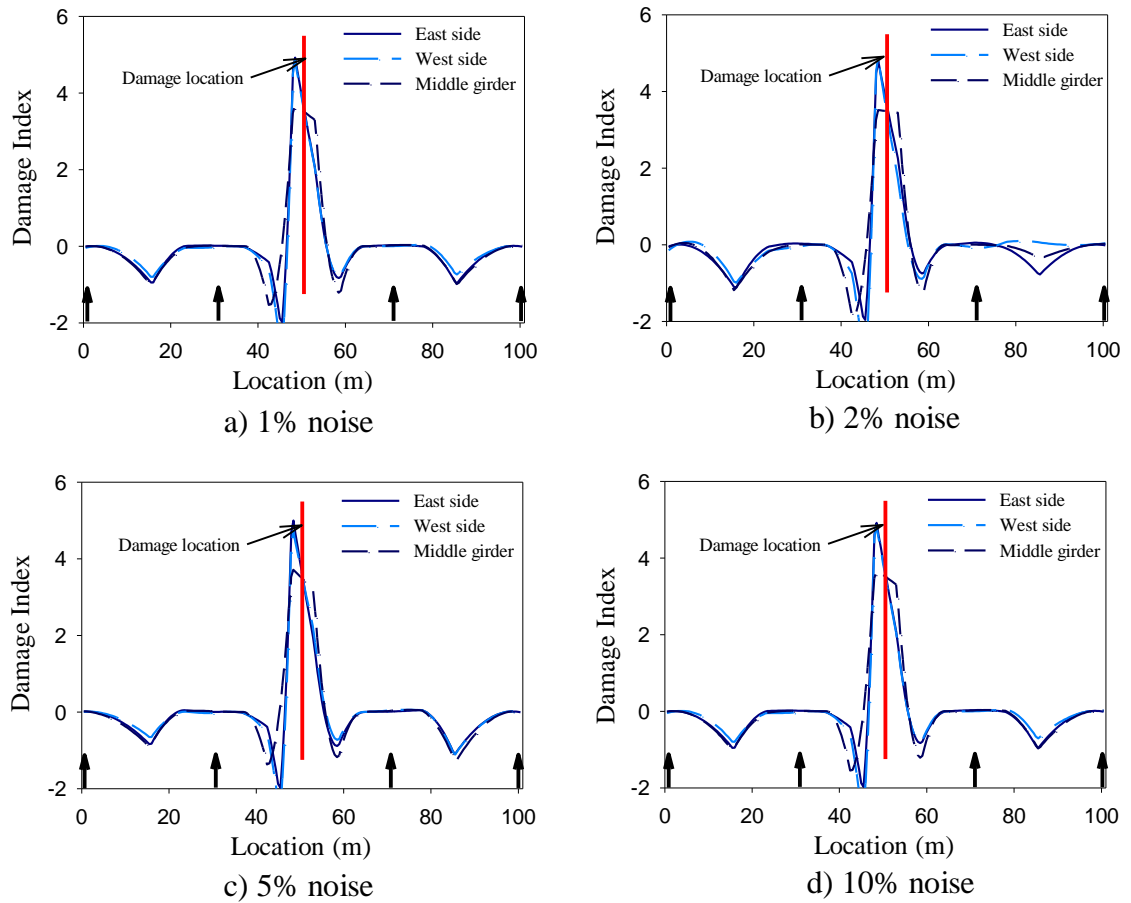 6
4
2
0
-2
Damage Index
East side
West side
Middle girder
Damage location
0
20
40
60
80
100
Location (m)
a) 1% noise
6
4
2
0
-2
Damage Index
East side
West side
Middle girder
Damage location
0
20
40
60
80
100
Location (m)
b) 2% noise
6
4
2
0
-2
Damage Index
East side
West side
Middle girder
Damage location
0
20
40
60
80
100
Location (m)
c) 5% noise
6
4
2
0
-2
Damage Index
East side
West side
Middle girder
Damage location
0
20
40
60
80
100
Location (m)
d) 10% noise